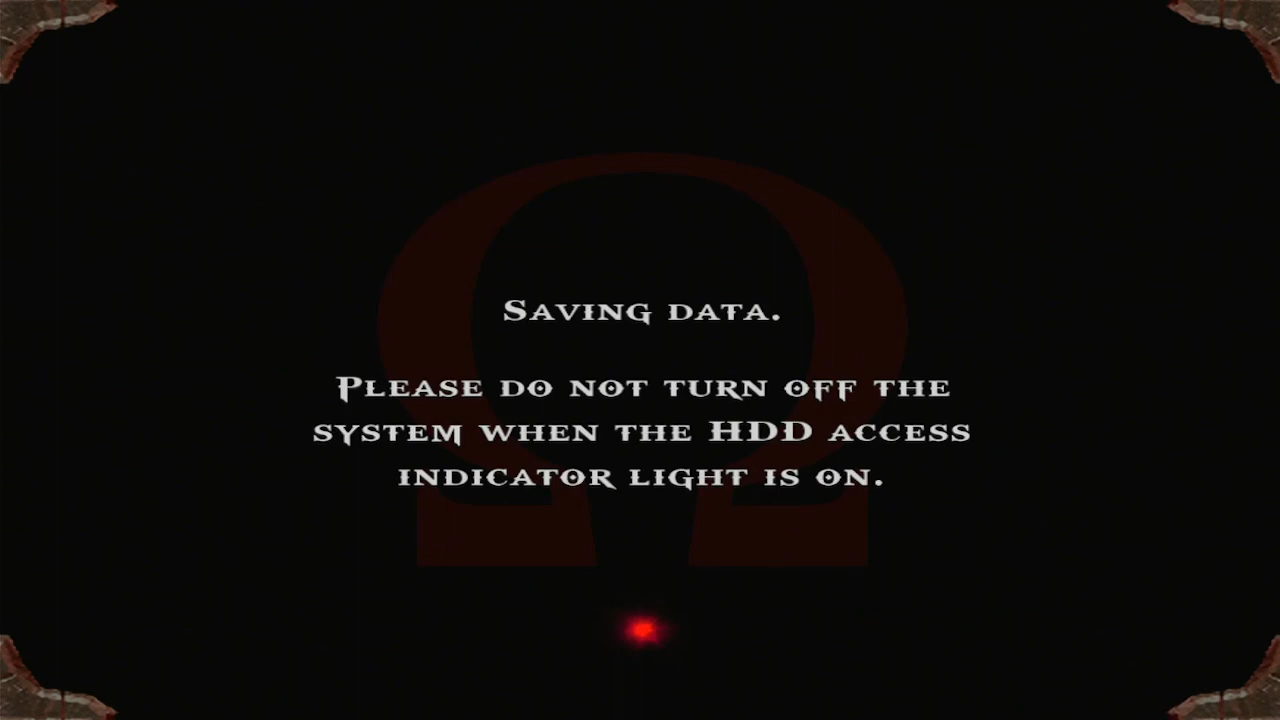 Saving data.
Please do not turn off the
system when the HDD access
indicator light is on.